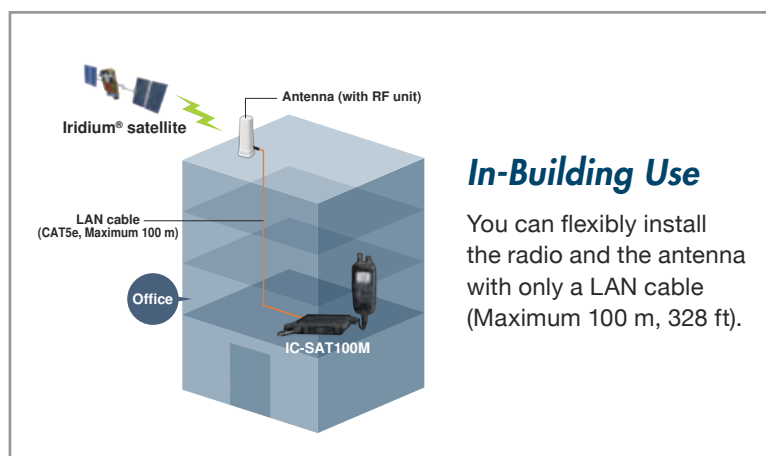 Antenna (with RF unit)
Iridium® satellite
LAN cable
(CAT5e, Maximum 100 m)
Office
IC-SAT100M
In-Building Use
You can flexibly install
the radio and the antenna
with only a LAN cable
(Maximum 100 m, 328 ft).